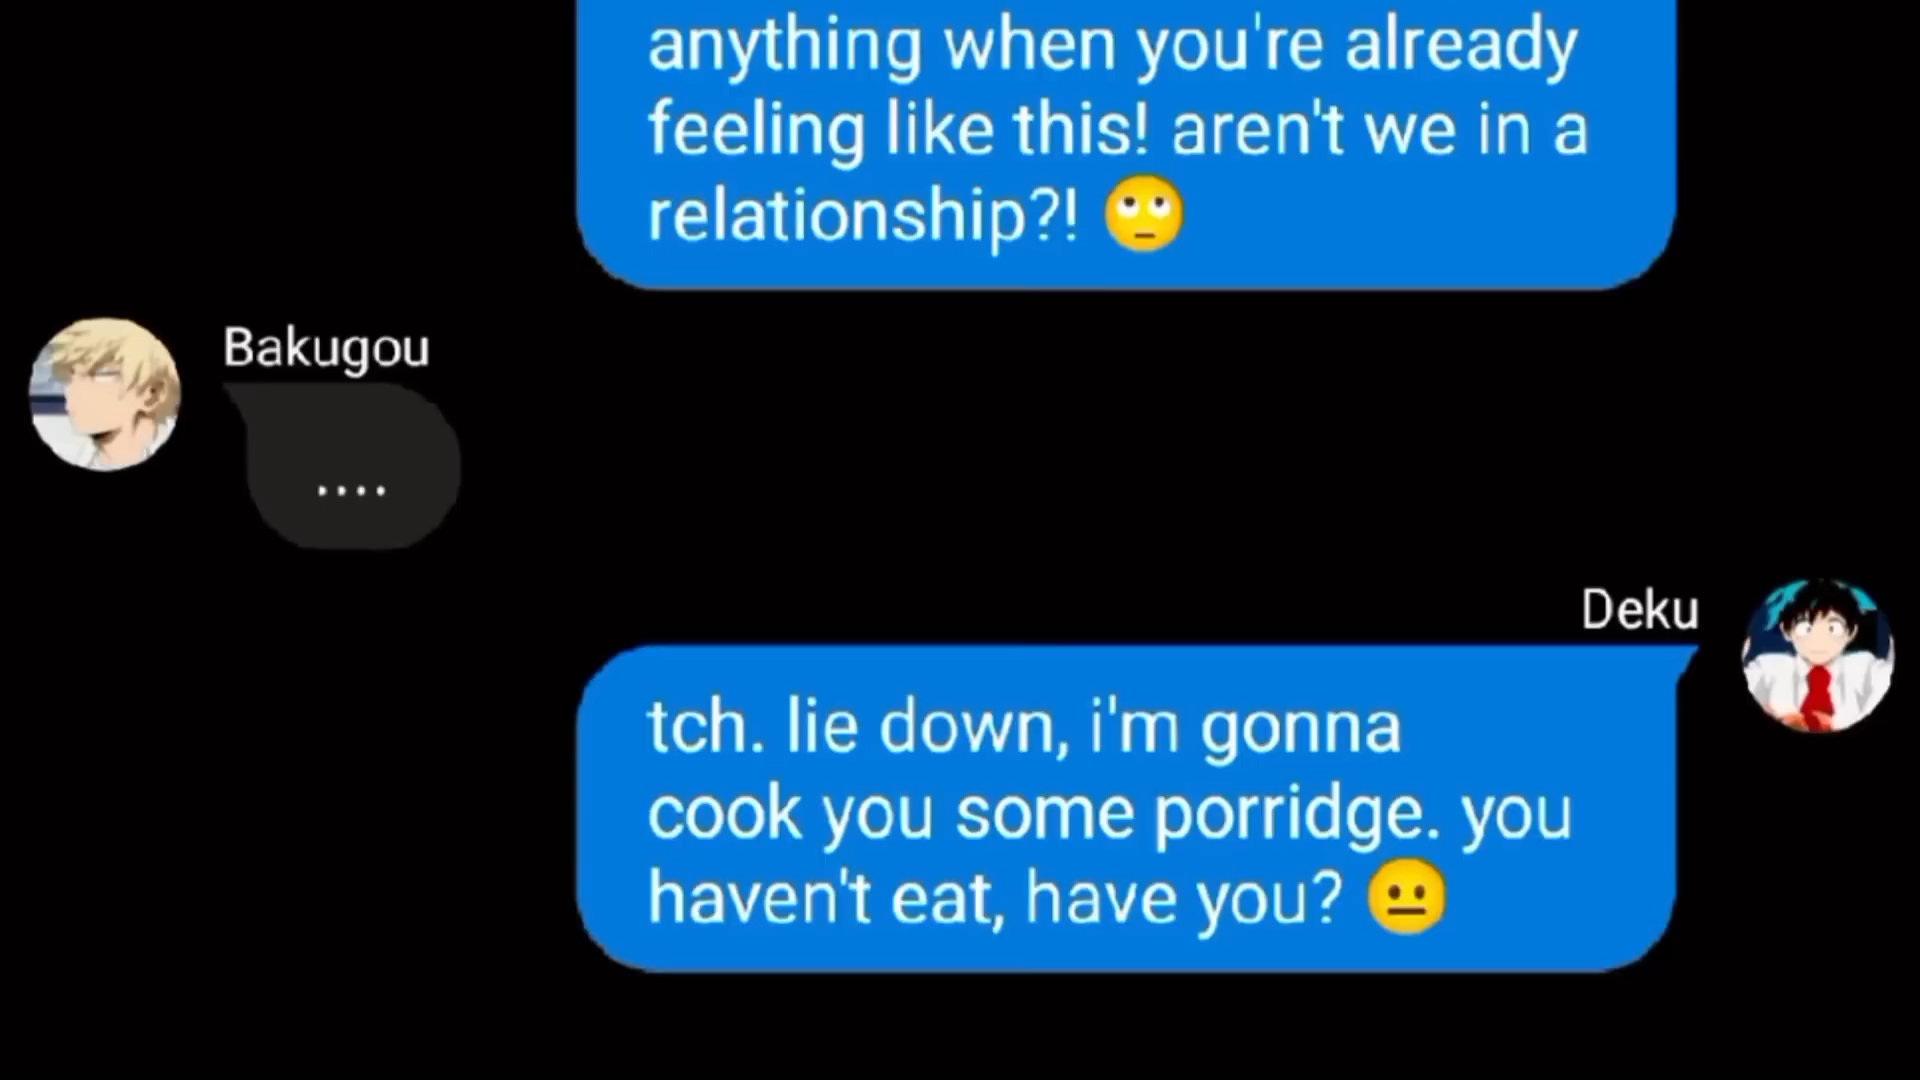 anything when you're already
feeling like this! aren't we in a
relationship?! 🙄
Bakugou
....
Deku
tch. lie down, i'm gonna
cook you some porridge. you
haven't eat, have you? 😐